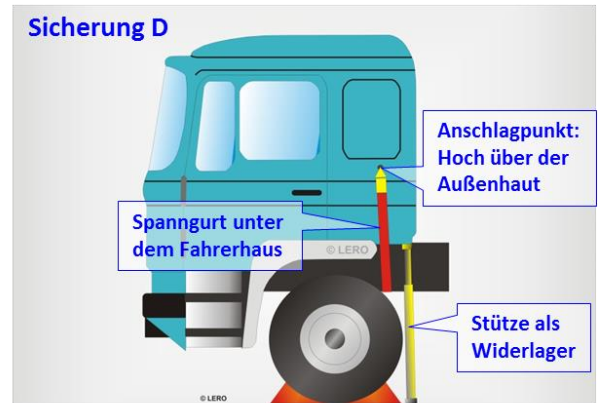 Sicherung D
Anschlagpunkt:
Hoch über der
Außenhaut
Spanngurt unter
dem Fahrerhaus
© LERO
Stütze als
Widerlager
© LERO